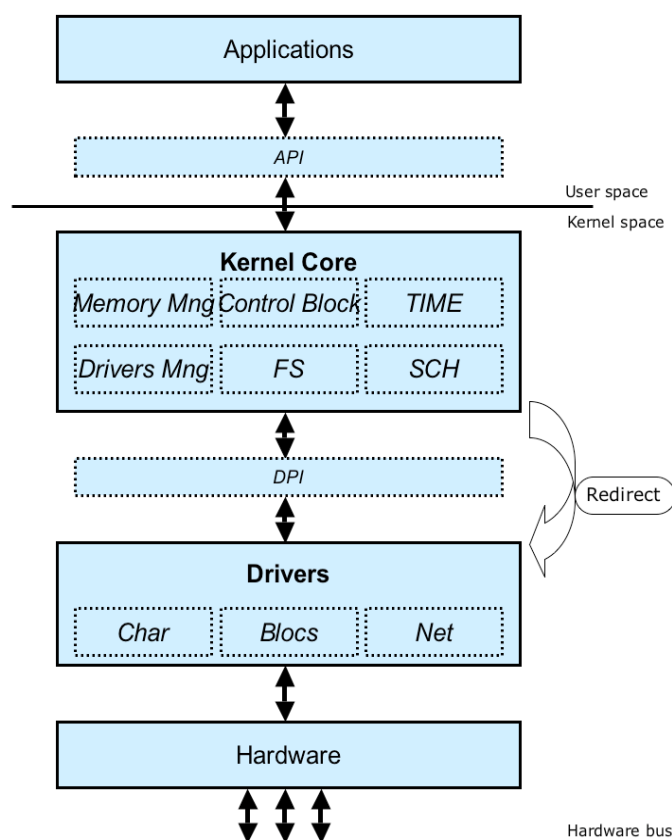 Applications
API
User space
Kernel space
Kernel Core
Memory Mng Control Block TIME
Drivers Mng FS SCH
DPI
Redirect
Drivers
Char Blocs Net
Hardware
Hardware bus